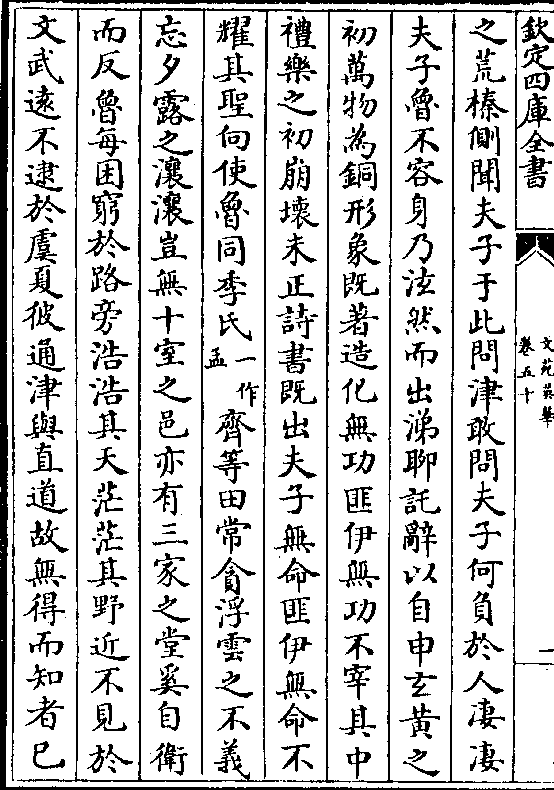 欽定四庫全書
文苑英華
卷五十
一
之荒榛側聞夫子于此問津敢問夫子何負於人淒淒
夫子魯不容身乃泫然而出涕聊託辭以自申玄黄之
初萬物為銅形象既著造化無功匪伊無功不宰其中
禮樂之初崩壞未正詩書既出夫子無命匪伊無命不
耀其聖向使魯同季氏一作孟齊等田常貪浮雲之不義
忘夕露之瀼瀼豈無十室之邑亦有三家之堂奚自衛
而反魯每困窮於路旁浩浩其天茫茫其野近不見於
文武逺不逮於虞夏彼通津與直道故無得而知者已